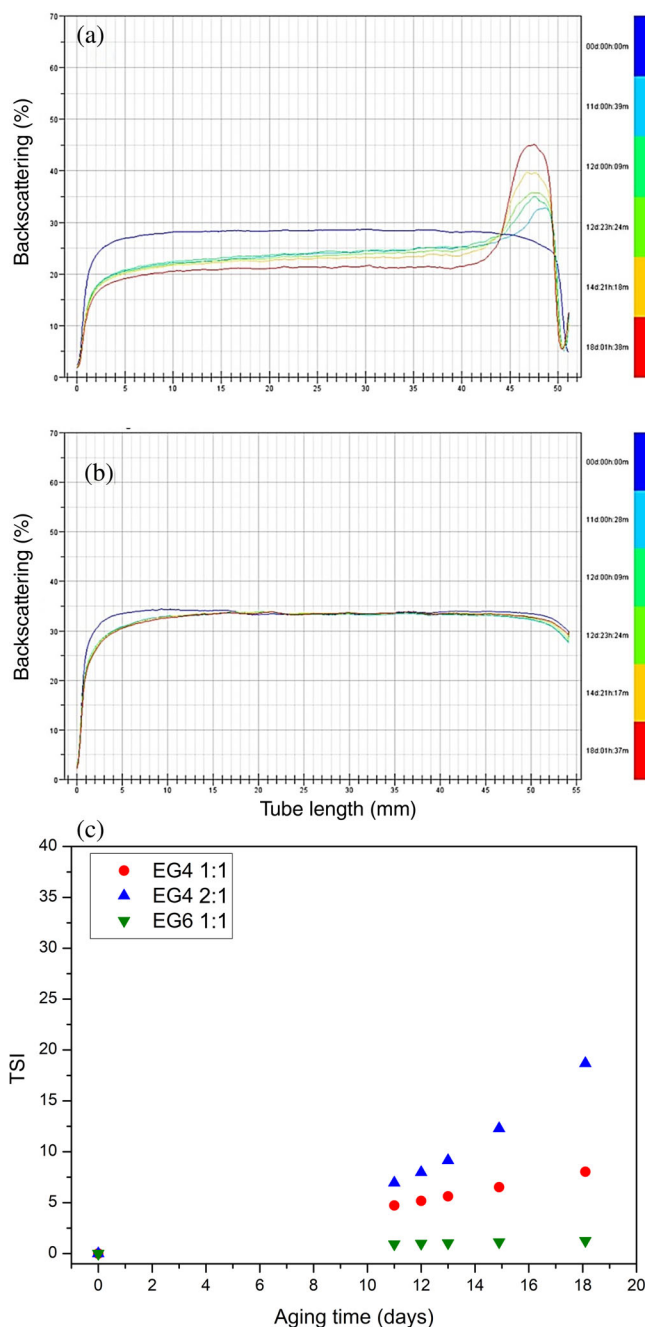 (a)
70
60
50
40
30
20
10
0
Backscattering (%)
0 5 10 15 20 25 30 35 40 45 50
00d:00h:00m
11d:00h:39m
12d:00h:09m
12d:23h:24m
14d:21h:18m
18d:01h:38m
(b)
70
60
50
40
30
20
10
0
Backscattering (%)
0 5 10 15 20 25 30 35 40 45 50 55
Tube length (mm)
00d:00h:00m
11d:00h:28m
12d:00h:09m
12d:23h:24m
14d:21h:17m
18d:01h:37m
(c)
40
35
30
25
20
15
10
5
0
TSI
EG4 1:1
EG4 2:1
EG6 1:1
0 2 4 6 8 10 12 14 16 18 20
Aging time (days)